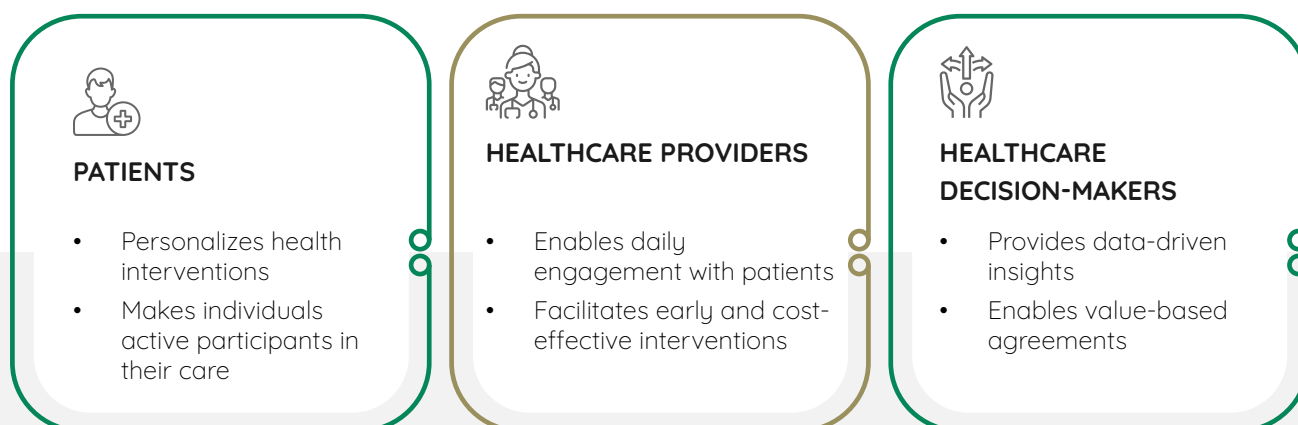 PATIENTS
• Personalizes health
interventions
• Makes individuals
active participants in
their care
HEALTHCARE PROVIDERS
• Enables daily
engagement with patients
• Facilitates early and cost-
effective interventions
HEALTHCARE
DECISION-MAKERS
• Provides data-driven
insights
• Enables value-based
agreements